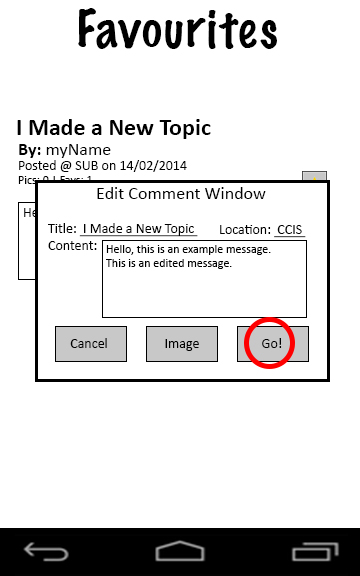 Favourites
I Made a New Topic
By: myName
Posted @ SUB on 14/02/2014
Pics: 0 | Favs: 1
He
Edit Comment Window
Title: I Made a New Topic Location: CCIS
Content: Hello, this is an example message.
This is an edited message.
Cancel Image Go!